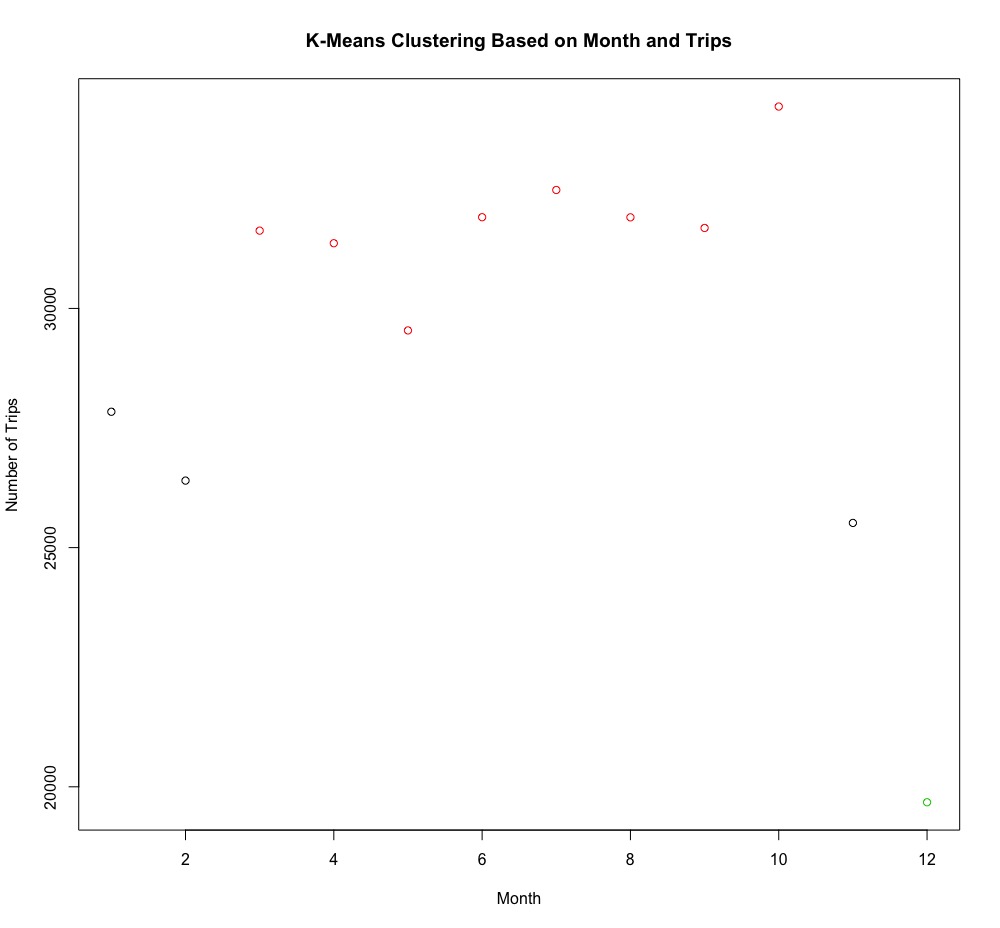 K-Means Clustering Based on Month and Trips
Number of Trips
30000
25000
20000
2 4 6 8 10 12
Month